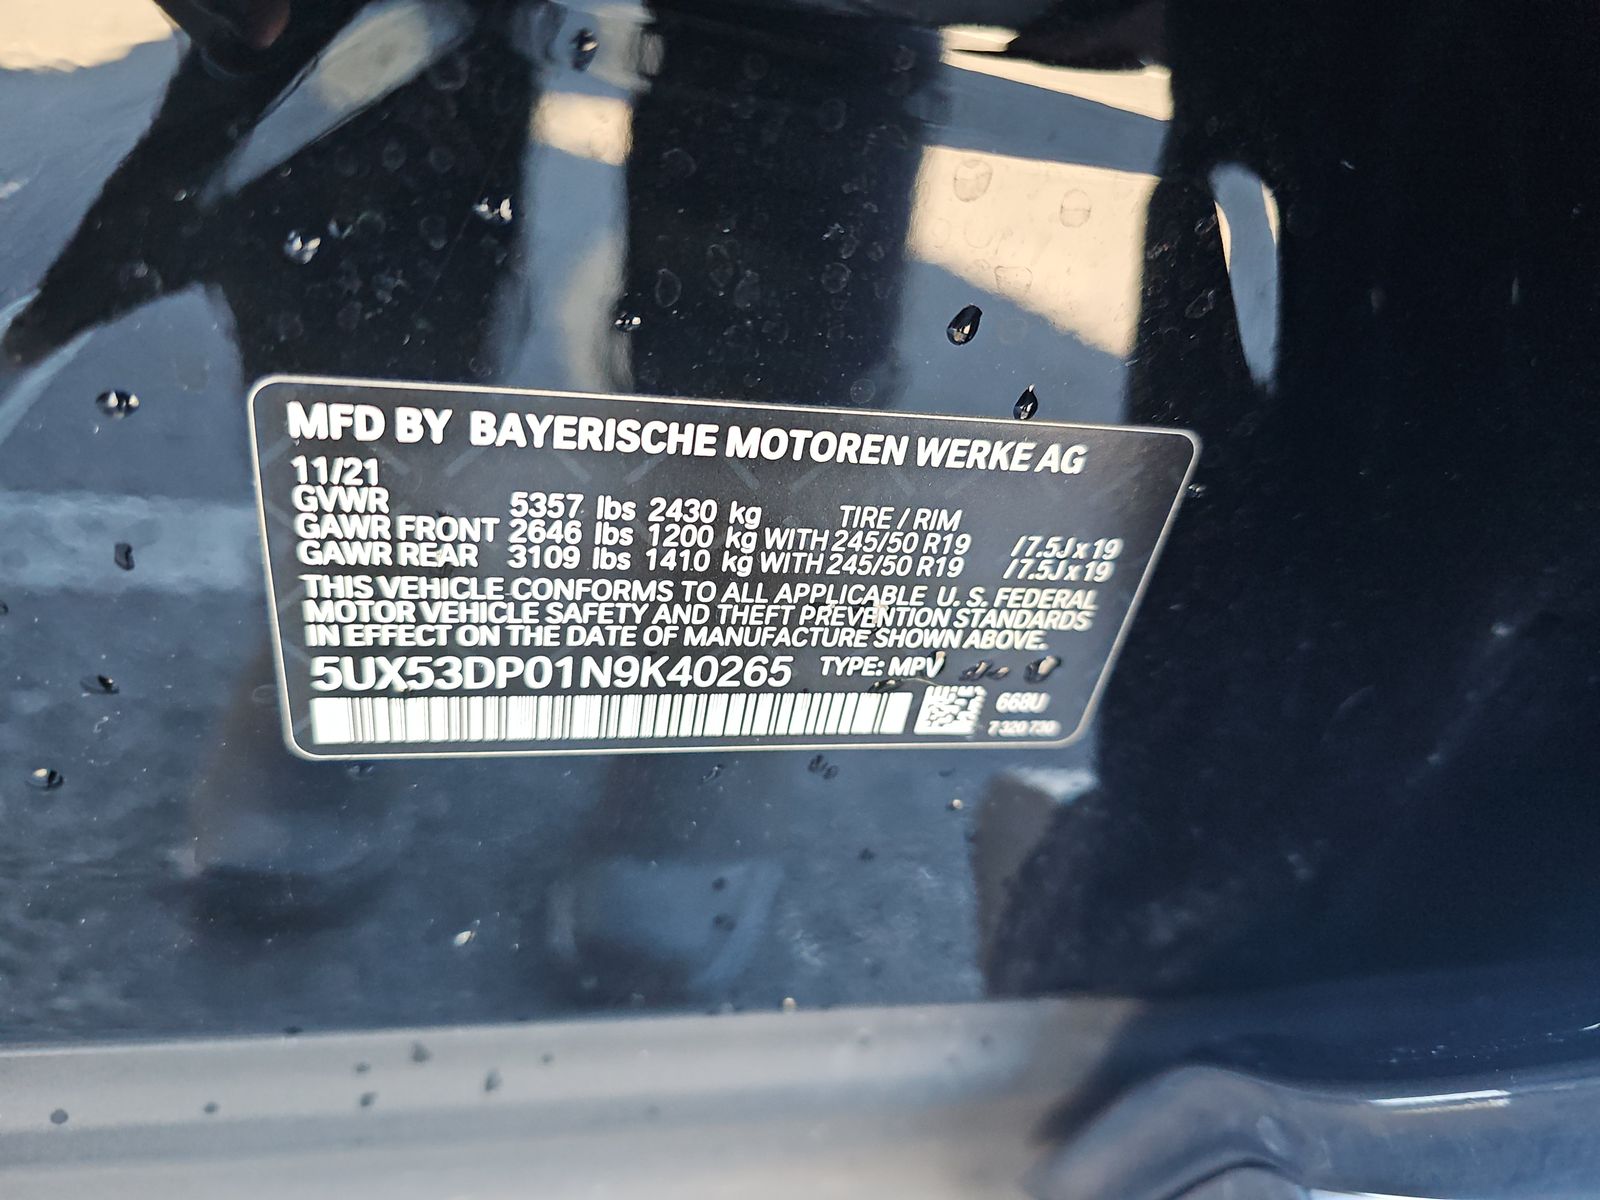 MFD BY BAYERISCHE MOTOREN WERKE AG
11/21
GVWR 5357 lbs 2430 kg TIRE / RIM
GAWR FRONT 2646 lbs 1200 kg WITH 245/50 R19 /7.5J x 19
GAWR REAR 3109 lbs 1410 kg WITH 245/50 R19 /7.5J x 19
THIS VEHICLE CONFORMS TO ALL APPLICABLE U. S. FEDERAL
MOTOR VEHICLE SAFETY AND THEFT PREVENTION STANDARDS
IN EFFECT ON THE DATE OF MANUFACTURE SHOWN ABOVE.
5UX53DP01N9K40265 TYPE: MPV
668U
7 320 730